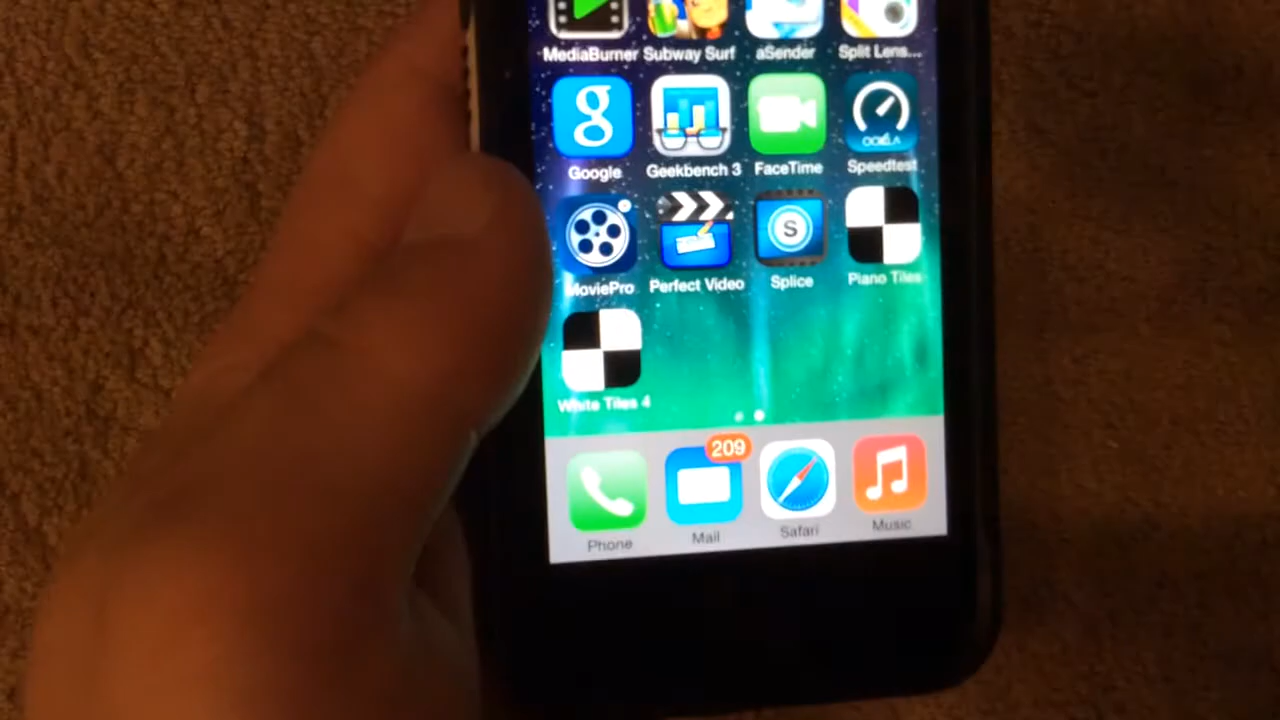 MediaBurner Subway Surf aSender Split Lens...
g OOKLA
Google Geekbench 3 FaceTime Speedtest
S
MoviePro Perfect Video Splice Piano Tiles
White Tiles 4
209
Phone Mail Safari Music